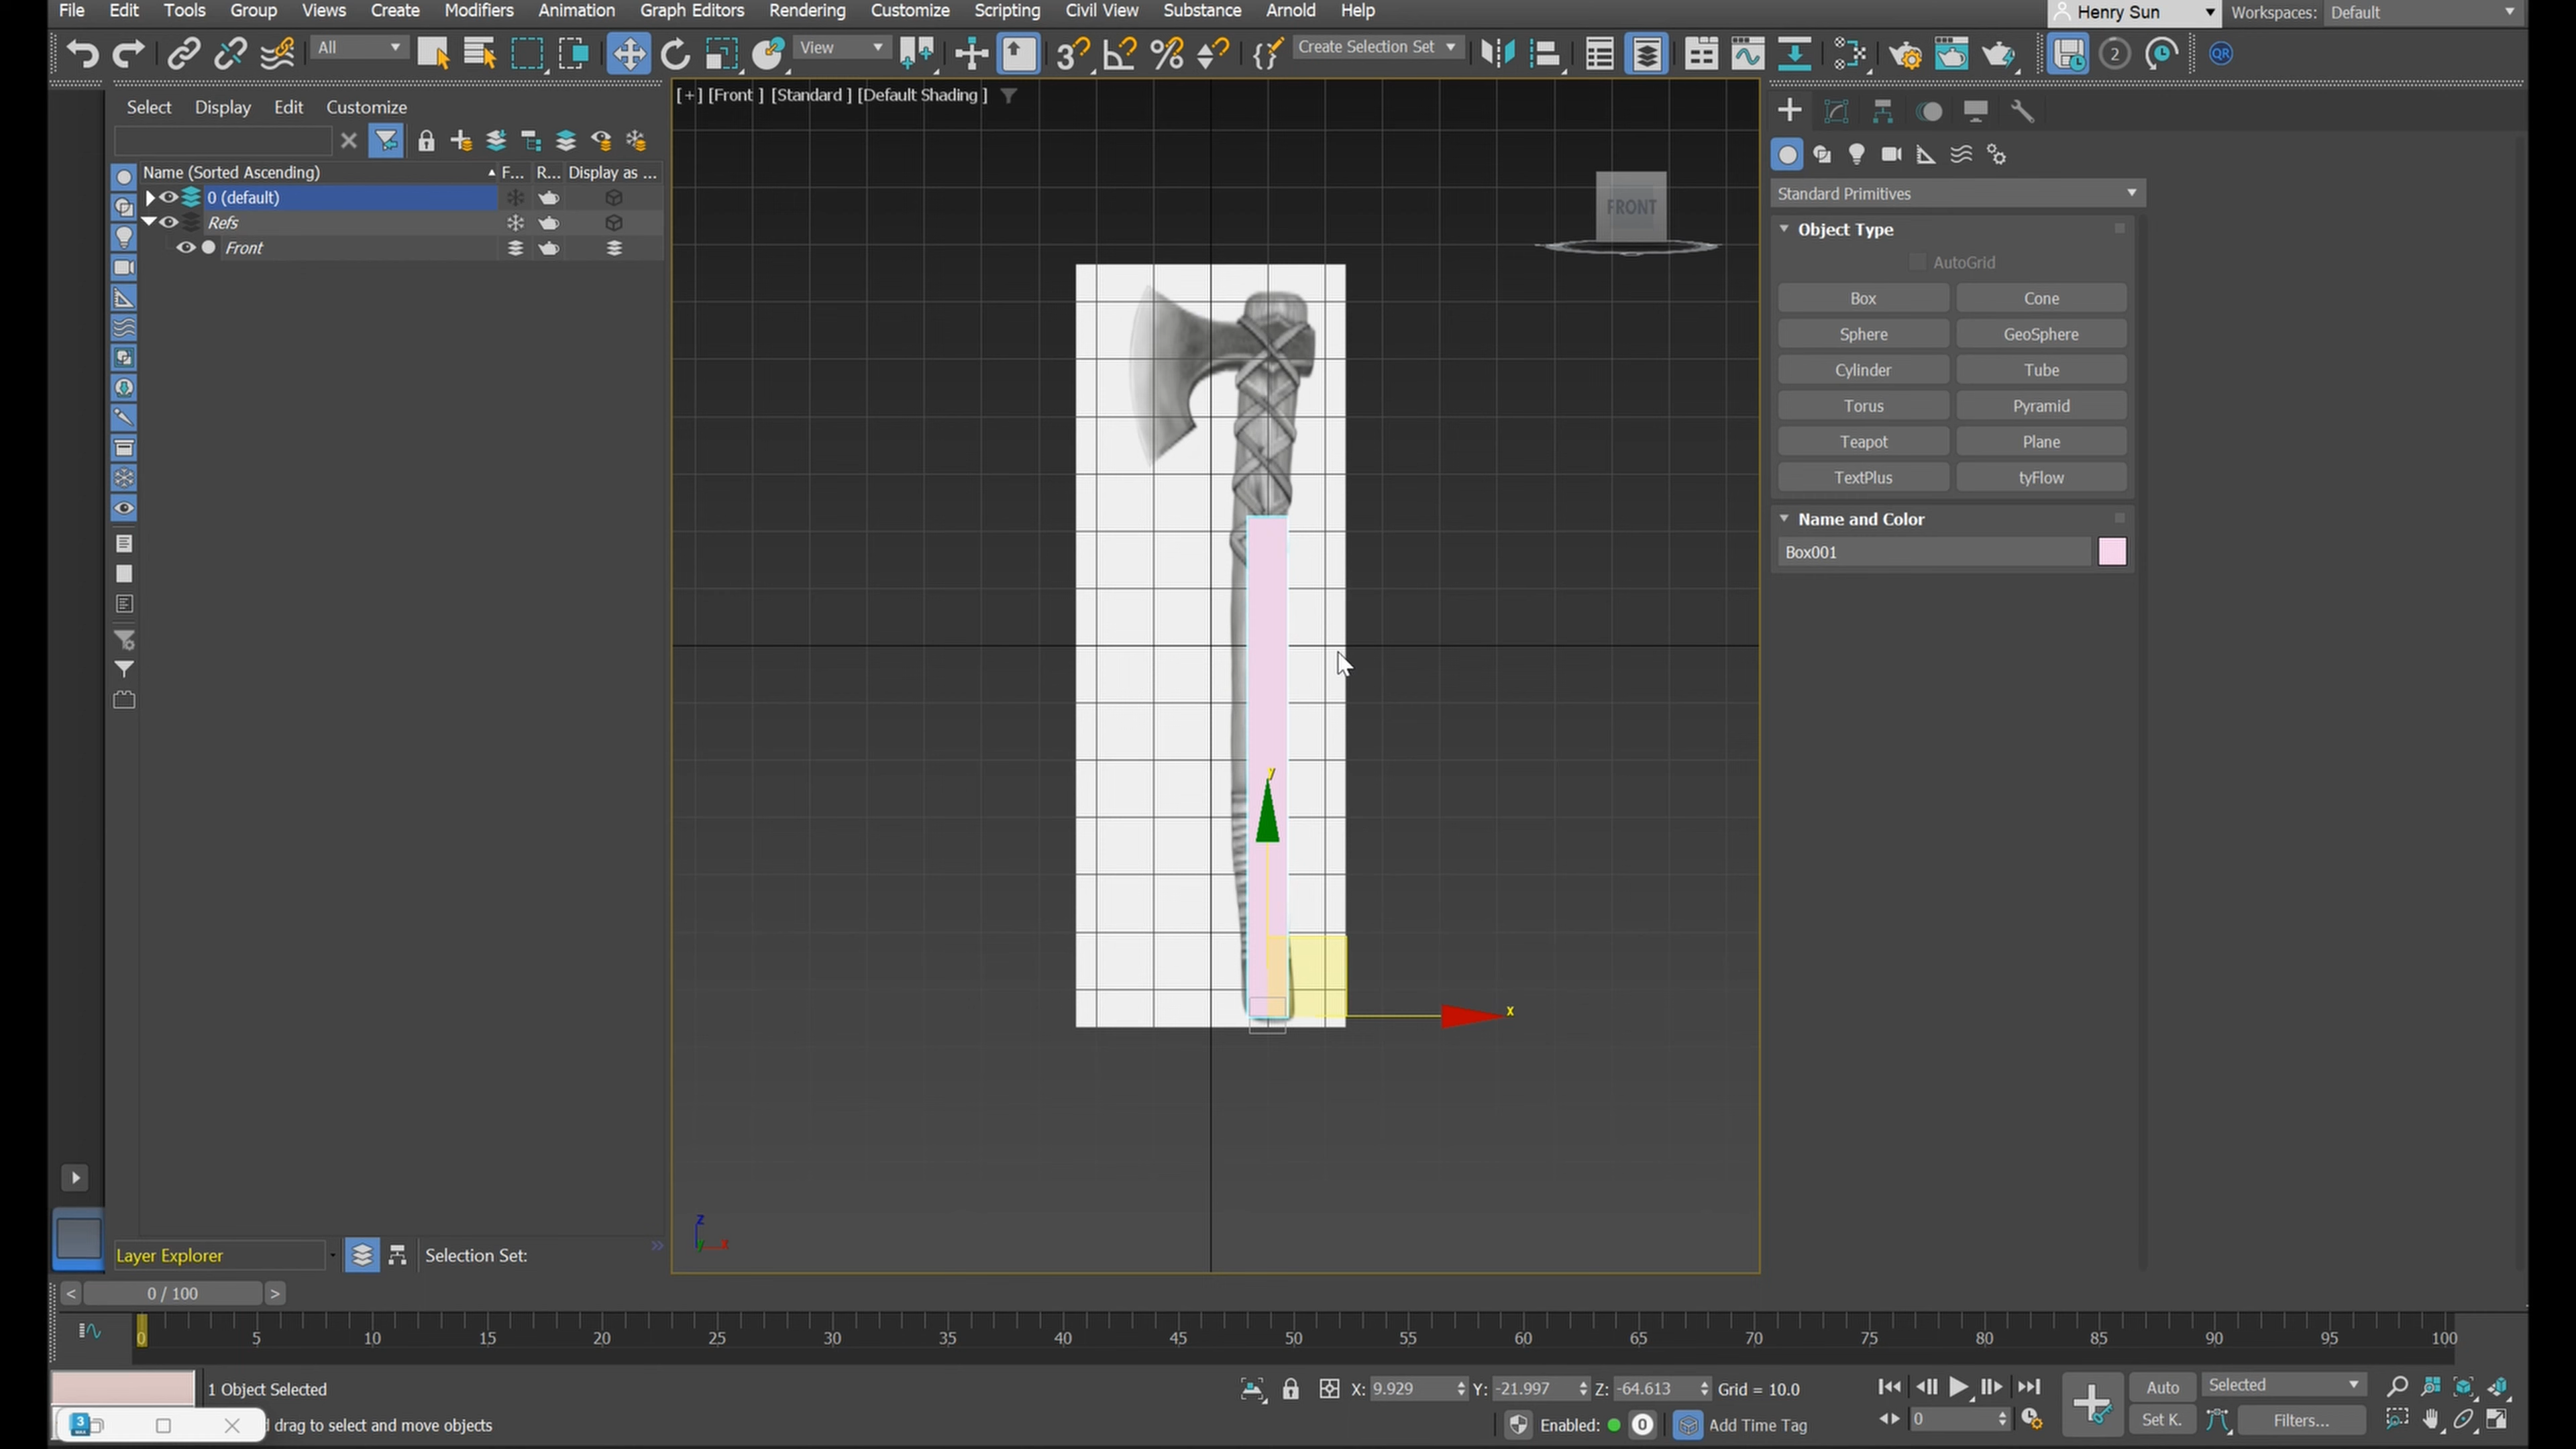 File Edit Tools Group Views Create Modifiers Animation Graph Editors Rendering Customize Scripting Civil View Substance Arnold Help
Henry Sun
Workspaces: Default
All
View
3
Create Selection Set
2
QR
Select Display Edit Customize
[+] [Front ] [Standard ] [Default Shading ]
Name (Sorted Ascending) F... R... Display as ...
0 (default)
Refs
Front
FRONT
Standard Primitives
Object Type
AutoGrid
Box Cone
Sphere GeoSphere
Cylinder Tube
Torus Pyramid
Teapot Plane
TextPlus tyFlow
Name and Color
Box001
y
x
z
y x
Layer Explorer
Selection Set:
< 0 / 100 >
0 5 10 15 20 25 30 35 40 45 50 55 60 65 70 75 80 85 90 95 100
1 Object Selected
X: 9.929 Y: -21.997 Z: -64.613 Grid = 10.0
Auto Selected
3
drag to select and move objects
Enabled: 0 Add Time Tag
0
Set K. Filters...